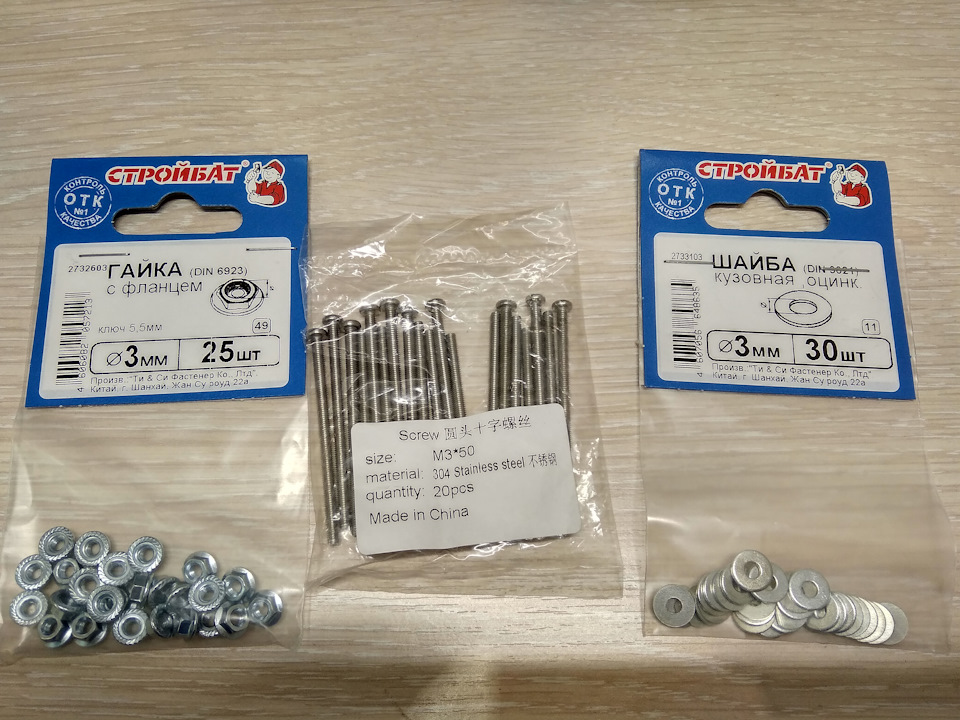 СТРОЙБАТ®
КОНТРОЛЬ
ОТК
№1
КАЧЕСТВА
2732603 ГАЙКА (DIN 6923)
с фланцем
S
ключ 5,5мм
49
⌀3мм 25шт
Произв.:"Ти & Си Фастенер Ко., Лтд".
Китай, г. Шанхай, Жан Су роуд 22а
Screw 圆头十字螺丝
size: M3*50
material: 304 Stainless steel 不锈钢
quantity: 20pcs
Made in China
СТРОЙБАТ®
КОНТРОЛЬ
ОТК
№1
КАЧЕСТВА
2733103 ШАЙБА (DIN 9021)
кузовная ,оцинк.
⌀
11
⌀3мм 30шт
Произв.:"Ти & Си Фастенер Ко., Лтд".
Китай, г. Шанхай, Жан Су роуд 22а